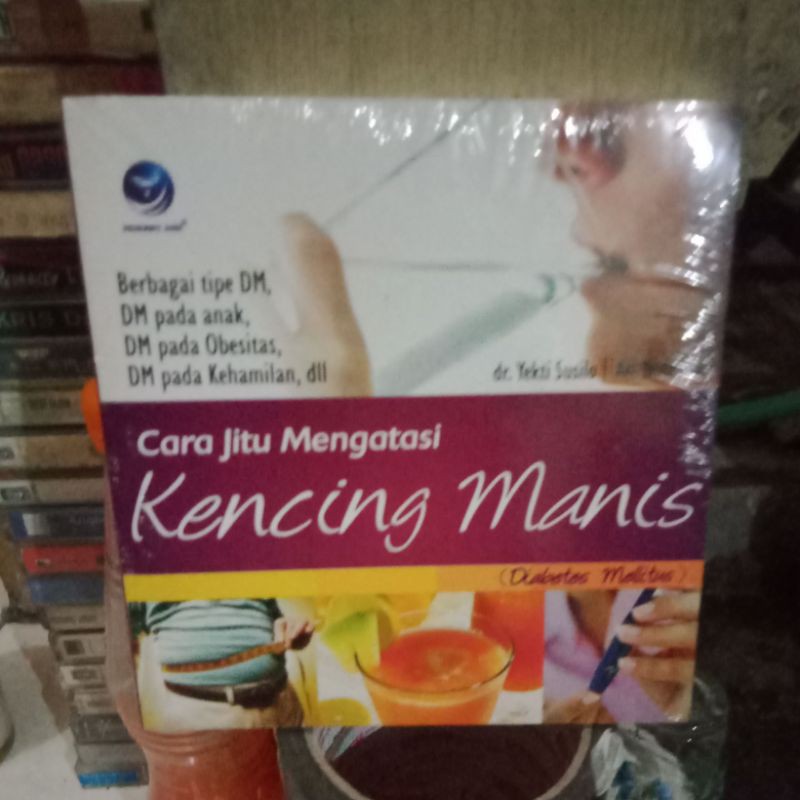 Berbagai tipe DM,
DM pada anak,
DM pada Obesitas,
DM pada Kehamilan, dll
dr. Yekti Susilo
Cara Jitu Mengatasi
Kencing Manis
(Diabetes Mellitus)